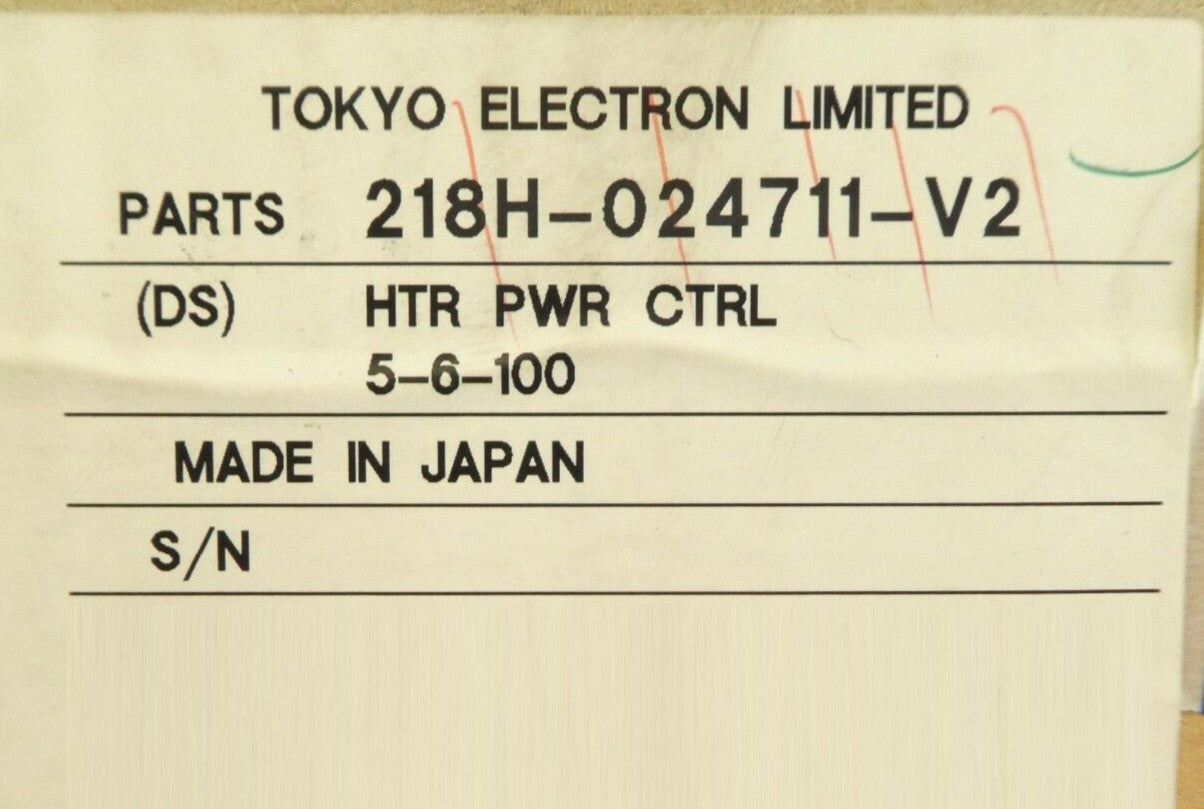 TOKYO ELECTRON LIMITED
PARTS 218H-024711-V2
(DS) HTR PWR CTRL
5-6-100
MADE IN JAPAN
S/N